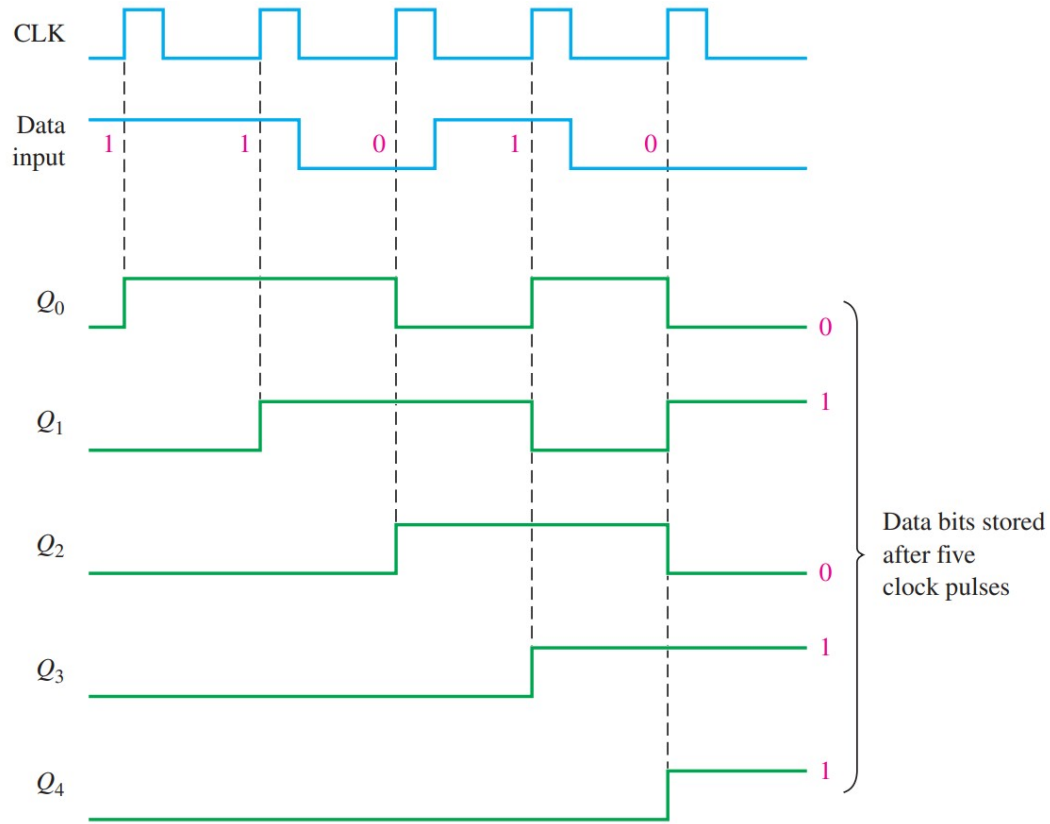 CLK
Data
input
1 1 0 1 0
Q0
0
Q1
1
Q2
0
Data bits stored
after five
clock pulses
Q3
1
Q4
1